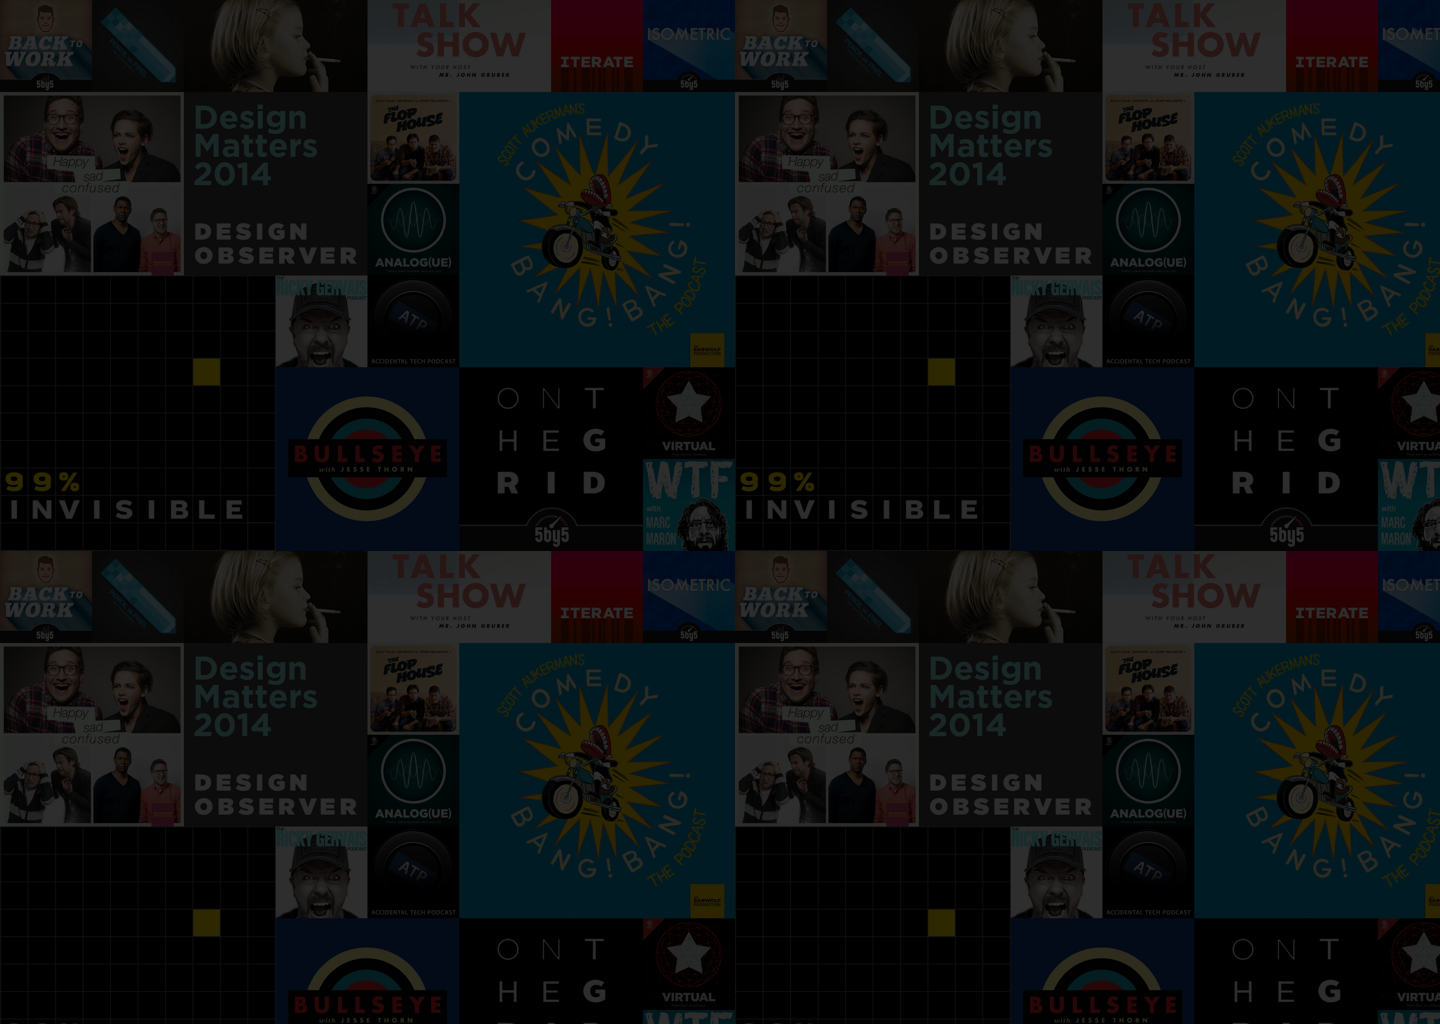 BACK TO
WORK
5by5
TALK
SHOW
WITH YOUR HOST
MR. JOHN GRUBER
ITERATE
ISOMETRIC
5by5
BACK TO
WORK
5by5
TALK
SHOW
WITH YOUR HOST
MR. JOHN GRUBER
ITERATE
ISOMET
5by5
Happy
sad
confused
Design
Matters
2014
DESIGN
OBSERVER
THE
FLOP
HOUSE
ANALOG(UE)
SCOTT AUKERMAN'S
COMEDY
BANG! BANG!
THE PODCAST
Happy
sad
confused
Design
Matters
2014
DESIGN
OBSERVER
THE
FLOP
HOUSE
ANALOG(UE)
SCOTT AUKERMAN'S
COMEDY
BANG! BANG!
THE PODCAST
RICKY GERVAIS
ATP
ACCIDENTAL TECH PODCAST
RICKY GERVAIS
ATP
ACCIDENTAL TECH PODCAST
99%
INVISIBLE
BULLSEYE
with JESSE THORN
ON T
HE G
RID
5by5
VIRTUAL
WTF
WITH
MARC
MARON
99%
INVISIBLE
BULLSEYE
with JESSE THORN
ON T
HE G
RID
5by5
VIRTUAL
WT
WITH
MARC
MARON
BACK TO
WORK
5by5
TALK
SHOW
WITH YOUR HOST
MR. JOHN GRUBER
ITERATE
ISOMETRIC
5by5
BACK TO
WORK
5by5
TALK
SHOW
WITH YOUR HOST
MR. JOHN GRUBER
ITERATE
ISOMET
5by5
Happy
sad
confused
Design
Matters
2014
DESIGN
OBSERVER
THE
FLOP
HOUSE
ANALOG(UE)
SCOTT AUKERMAN'S
COMEDY
BANG! BANG!
THE PODCAST
Happy
sad
confused
Design
Matters
2014
DESIGN
OBSERVER
THE
FLOP
HOUSE
ANALOG(UE)
SCOTT AUKERMAN'S
COMEDY
BANG! BANG!
THE PODCAST
RICKY GERVAIS
ATP
ACCIDENTAL TECH PODCAST
RICKY GERVAIS
ATP
ACCIDENTAL TECH PODCAST
BULLSEYE
with JESSE THORN
ON T
HE G
VIRTUAL
BULLSEYE
with JESSE THORN
ON T
HE G
VIRTUAL